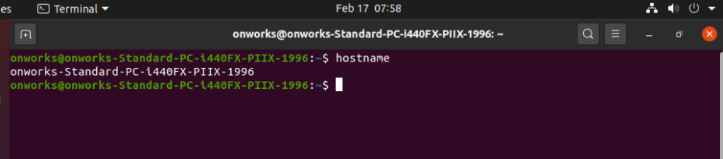 es Terminal Feb 17 07:58
onworks@onworks-Standard-PC-i440FX-PIIX-1996: ~
onworks@onworks-Standard-PC-i440FX-PIIX-1996:~$ hostname
onworks-Standard-PC-i440FX-PIIX-1996
onworks@onworks-Standard-PC-i440FX-PIIX-1996:~$